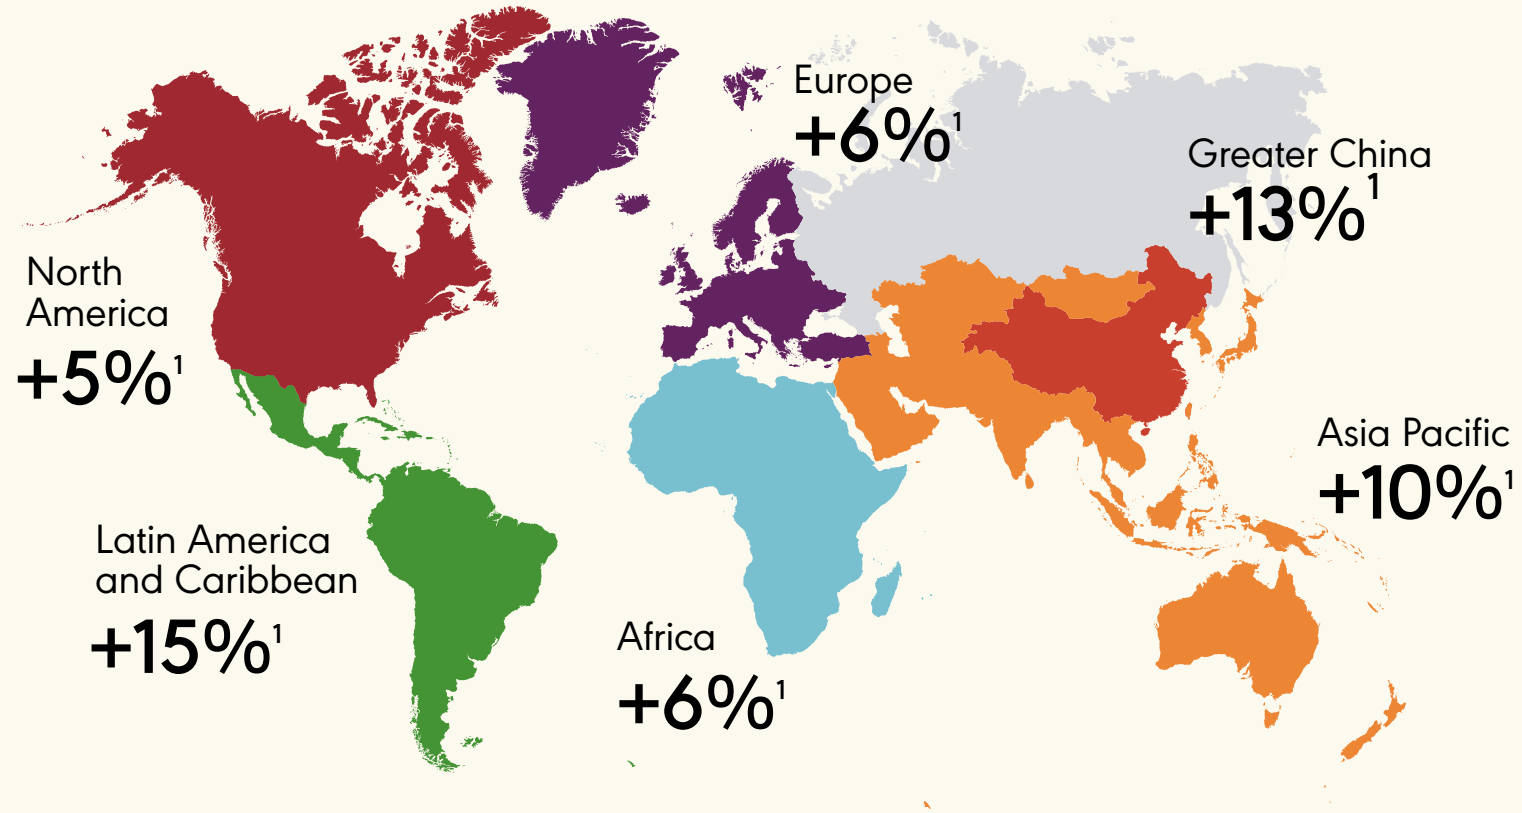 Europe
+6%¹
Greater China
+13%¹
North
America
+5%¹
Asia Pacific
+10%¹
Latin America
and Caribbean
+15%¹
Africa
+6%¹